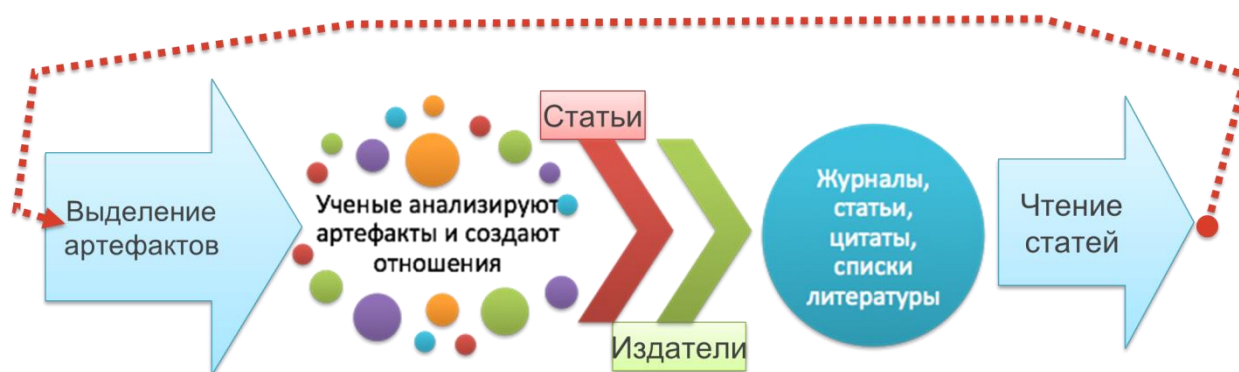 Выделение
артефактов
Ученые анализируют
артефакты и создают
отношения
Статьи
Издатели
Журналы,
статьи,
цитаты,
списки
литературы
Чтение
статей